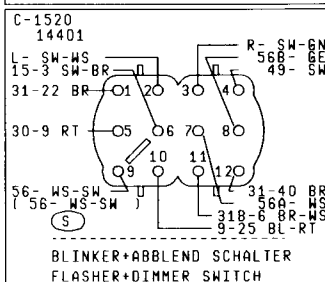 C-1520
14401
L- SW-WS
R- SW-GN
15-3 SW-BR
56B- GE
49- SW
31-22 BR
1 2 3 4
30-9 RT
5 6 7 8
9 10 11 12
56- WS-SW
( 56- WS-SW )
S
31-40 BR
56A- WS
31B-6 BR-WS
9-25 BL-RT
BLINKER+ABBLEND SCHALTER
FLASHER+DIMMER SWITCH